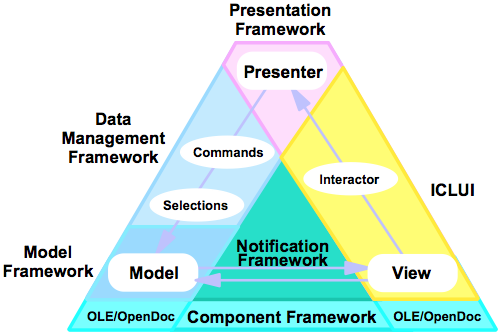 Presentation
Framework
Presenter
Data
Management
Framework
Commands
Interactor
ICLUI
Selections
Model
Framework
Notification
Framework
Model
View
OLE/OpenDoc
Component Framework
OLE/OpenDoc